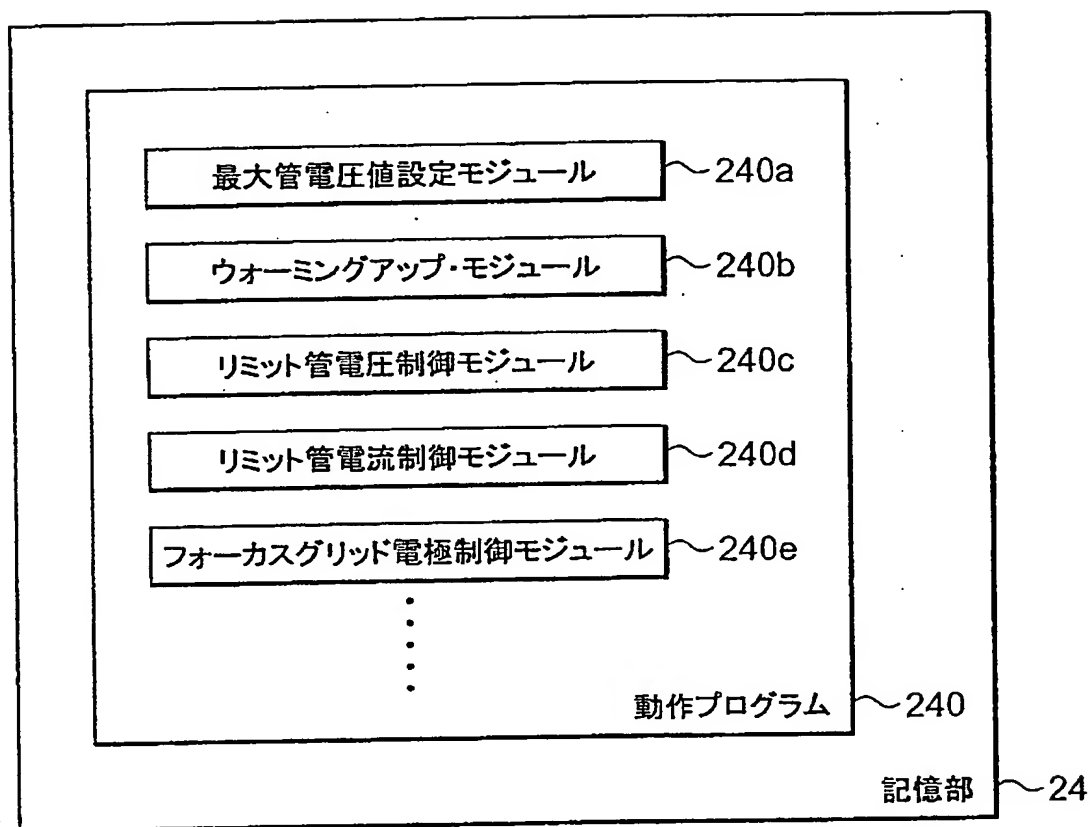 最大管電圧値設定モジュール 240a
ウォーミングアップ・モジュール 240b
リミット管電圧制御モジュール 240c
リミット管電流制御モジュール 240d
フォーカスグリッド電極制御モジュール 240e
動作プログラム 240
記憶部 24